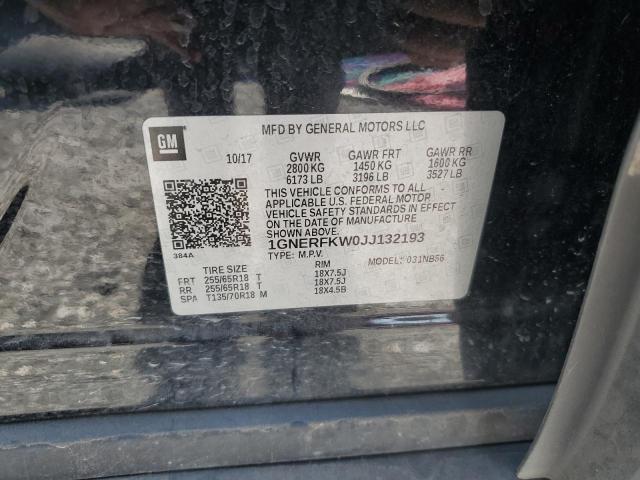 GM
MFD BY GENERAL MOTORS LLC
10/17 GVWR GAWR FRT GAWR RR
2800 KG 1450 KG 1600 KG
6173 LB 3196 LB 3527 LB
THIS VEHICLE CONFORMS TO ALL
APPLICABLE U.S. FEDERAL MOTOR
VEHICLE SAFETY STANDARDS IN EFFECT
ON THE DATE OF MANUFACTURE
SHOWN ABOVE.
1GNERFKW0JJ132193
384A TYPE: M.P.V. MODEL: 031NB56
TIRE SIZE RIM
FRT 255/65R18 T 18X7.5J
RR 255/65R18 T 18X7.5J
SPA T135/70R18 M 18X4.5B